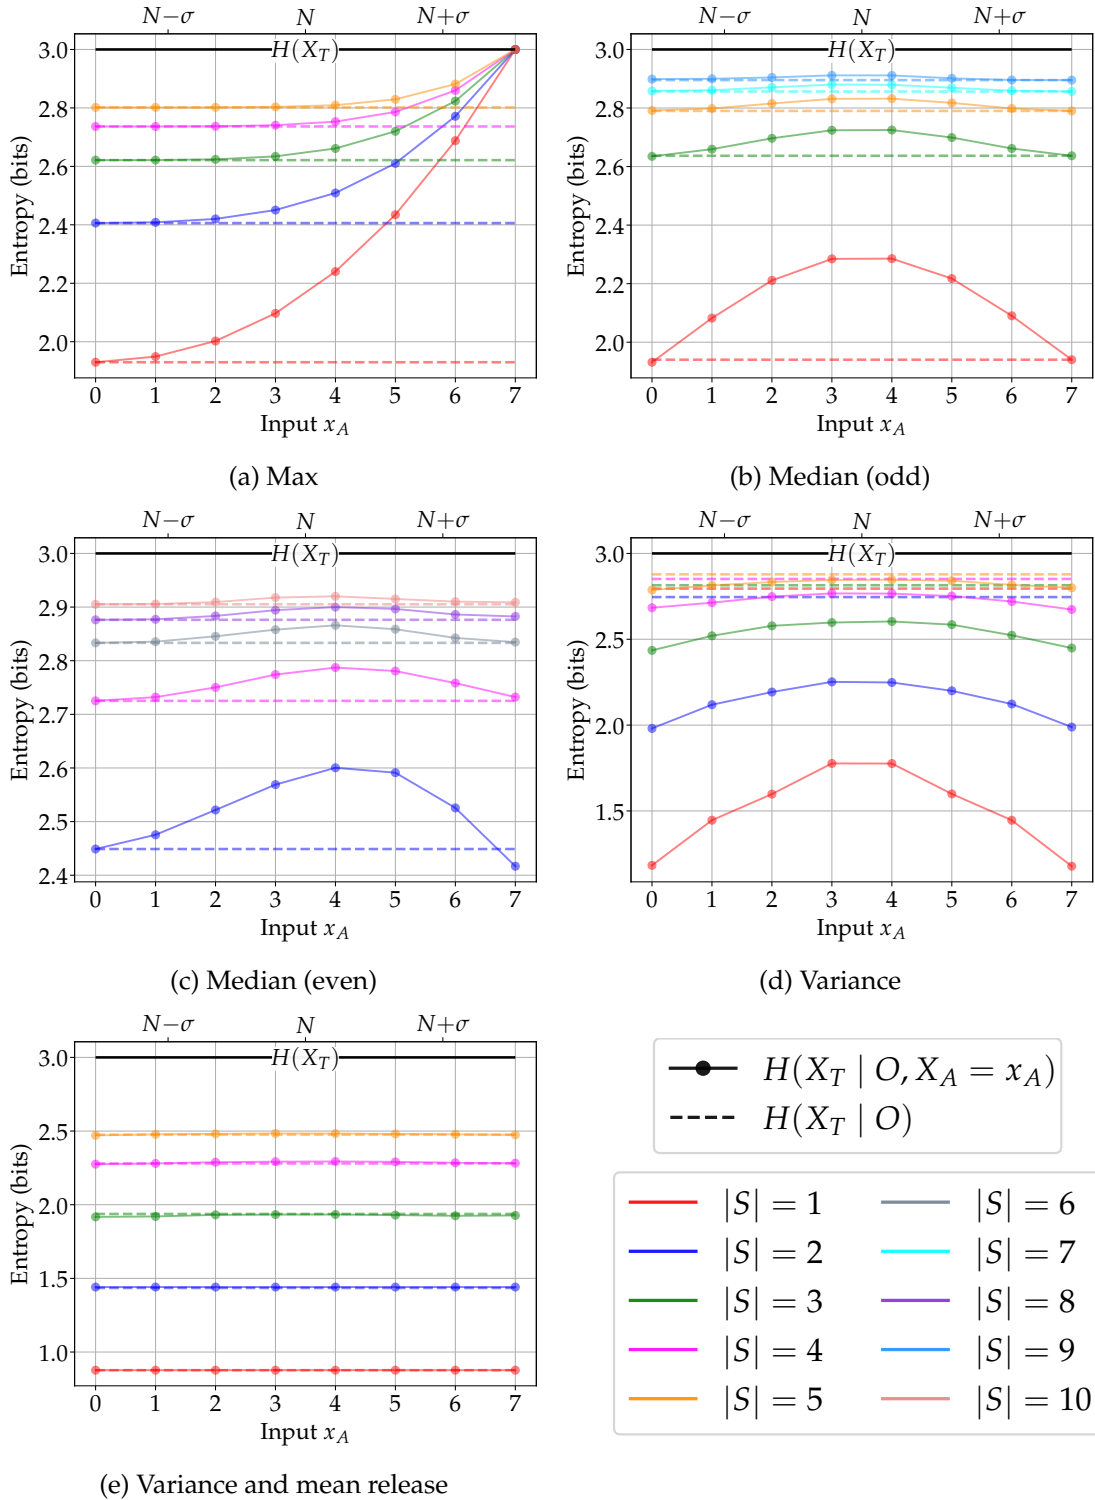 N−σ N N+σ
H(X_T)
3.0
2.8
2.6
2.4
2.2
2.0
Entropy (bits)
0 1 2 3 4 5 6 7
Input x_A
(a) Max
N−σ N N+σ
H(X_T)
3.0
2.8
2.6
2.4
2.2
2.0
Entropy (bits)
0 1 2 3 4 5 6 7
Input x_A
(b) Median (odd)
N−σ N N+σ
H(X_T)
3.0
2.9
2.8
2.7
2.6
2.5
2.4
Entropy (bits)
0 1 2 3 4 5 6 7
Input x_A
(c) Median (even)
N−σ N N+σ
H(X_T)
3.0
2.5
2.0
1.5
Entropy (bits)
0 1 2 3 4 5 6 7
Input x_A
(d) Variance
N−σ N N+σ
H(X_T)
3.0
2.5
2.0
1.5
1.0
Entropy (bits)
0 1 2 3 4 5 6 7
Input x_A
(e) Variance and mean release
H(X_T | O, X_A = x_A)
H(X_T | O)
|S| = 1
|S| = 2
|S| = 3
|S| = 4
|S| = 5
|S| = 6
|S| = 7
|S| = 8
|S| = 9
|S| = 10